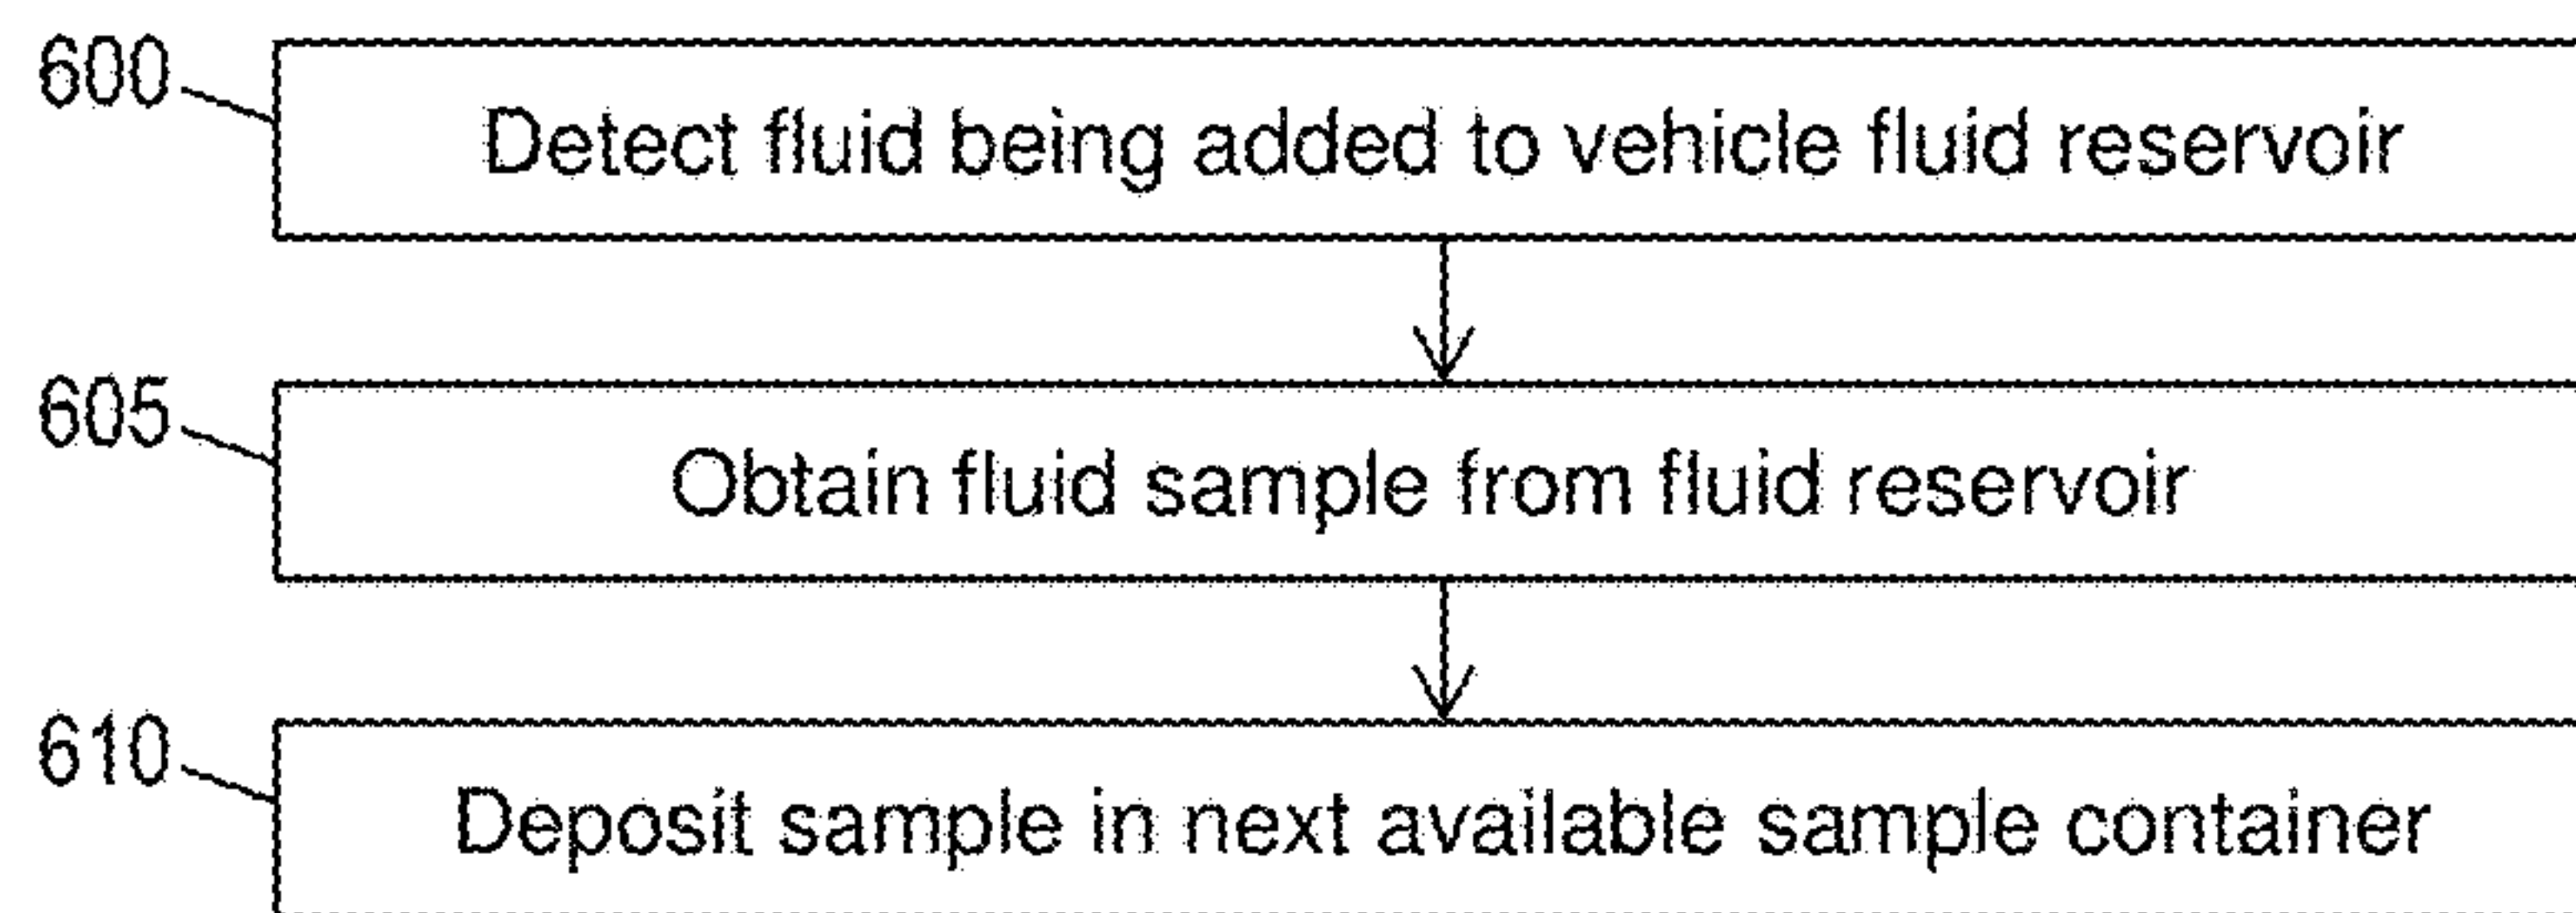 600
Detect fluid being added to vehicle fluid reservoir
605
Obtain fluid sample from fluid reservoir
610
Deposit sample in next available sample container